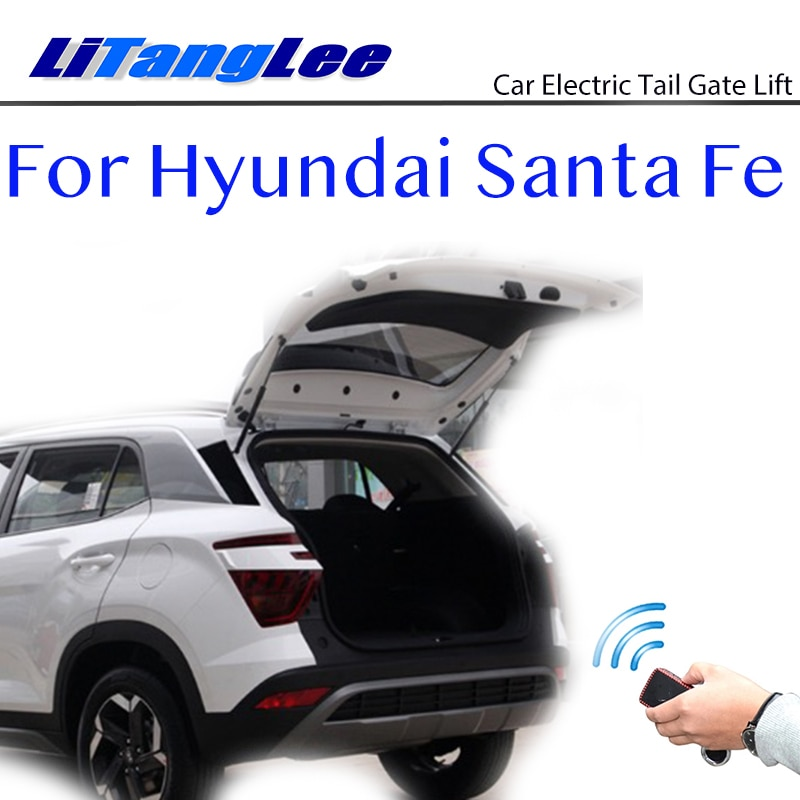 LiTangLee
Car Electric Tail Gate Lift
For Hyundai Santa Fe